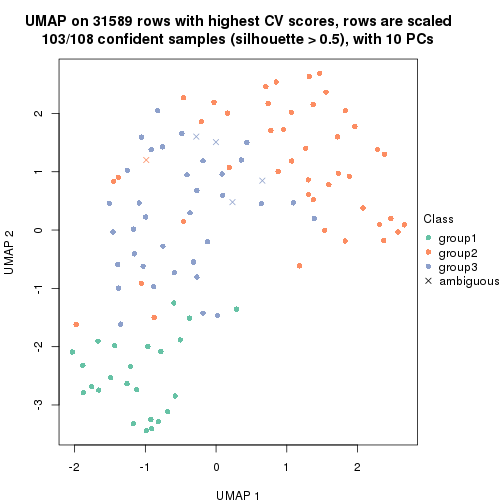 UMAP on 31589 rows with highest CV scores, rows are scaled
103/108 confident samples (silhouette > 0.5), with 10 PCs
2
1
0
-1
-2
-3
UMAP 2
-2
-1
0
1
2
UMAP 1
Class
group1
group2
group3
ambiguous